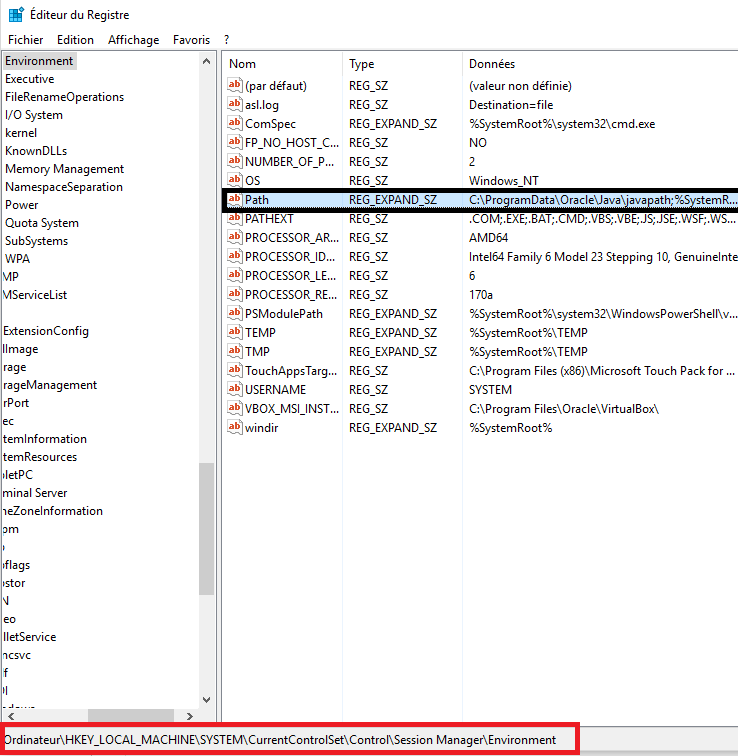 Éditeur du Registre
Fichier Edition Affichage Favoris ?
Environment
Executive
FileRenameOperations
I/O System
kernel
KnownDLLs
Memory Management
NamespaceSeparation
Power
Quota System
SubSystems
WPA
MP
MServiceList
ExtensionConfig
lImage
rage
rageManagement
rPort
ec
temInformation
temResources
oletPC
minal Server
neZoneInformation
pm
oflags
ostor
N
eo
lletService
ncsvc
f
Nom Type Données
(par défaut) REG_SZ (valeur non définie)
asl.log REG_SZ Destination=file
ComSpec REG_EXPAND_SZ %SystemRoot%\system32\cmd.exe
FP_NO_HOST_C... REG_SZ NO
NUMBER_OF_P... REG_SZ 2
OS REG_SZ Windows_NT
Path REG_EXPAND_SZ C:\ProgramData\Oracle\Java\javapath;%SystemR...
PATHEXT REG_SZ .COM;.EXE;.BAT;.CMD;.VBS;.VBE;.JS;.JSE;.WSF;.WS...
PROCESSOR_AR... REG_SZ AMD64
PROCESSOR_ID... REG_SZ Intel64 Family 6 Model 23 Stepping 10, GenuineInte
PROCESSOR_LE... REG_SZ 6
PROCESSOR_RE... REG_SZ 170a
PSModulePath REG_EXPAND_SZ %SystemRoot%\system32\WindowsPowerShell\v...
TEMP REG_EXPAND_SZ %SystemRoot%\TEMP
TMP REG_EXPAND_SZ %SystemRoot%\TEMP
TouchAppsTarg... REG_SZ C:\Program Files (x86)\Microsoft Touch Pack for ...
USERNAME REG_SZ SYSTEM
VBOX_MSI_INST... REG_SZ C:\Program Files\Oracle\VirtualBox\
windir REG_EXPAND_SZ %SystemRoot%
Ordinateur\HKEY_LOCAL_MACHINE\SYSTEM\CurrentControlSet\Control\Session Manager\Environment